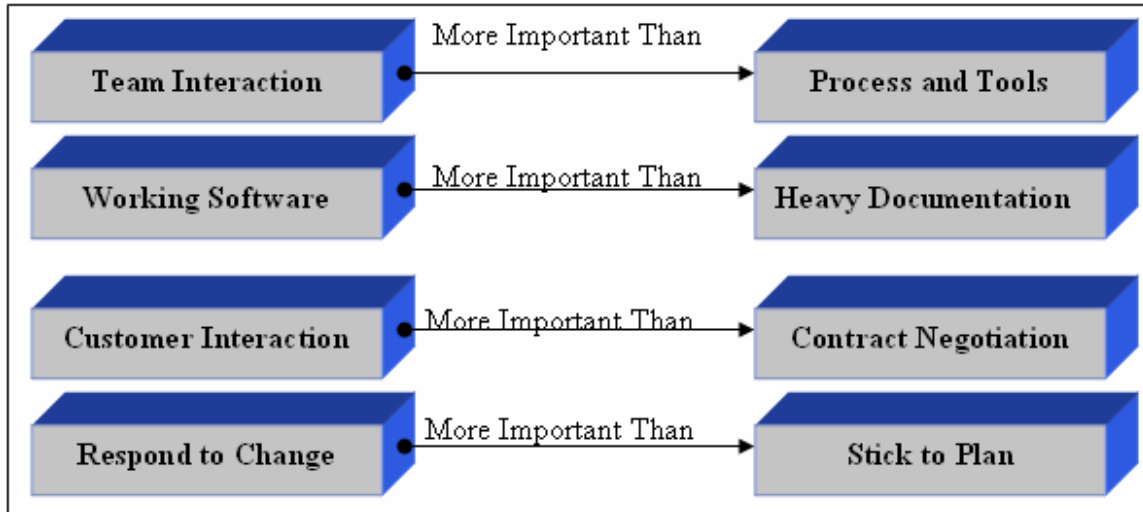 More Important Than
Team Interaction
Process and Tools
More Important Than
Working Software
Heavy Documentation
More Important Than
Customer Interaction
Contract Negotiation
More Important Than
Respond to Change
Stick to Plan